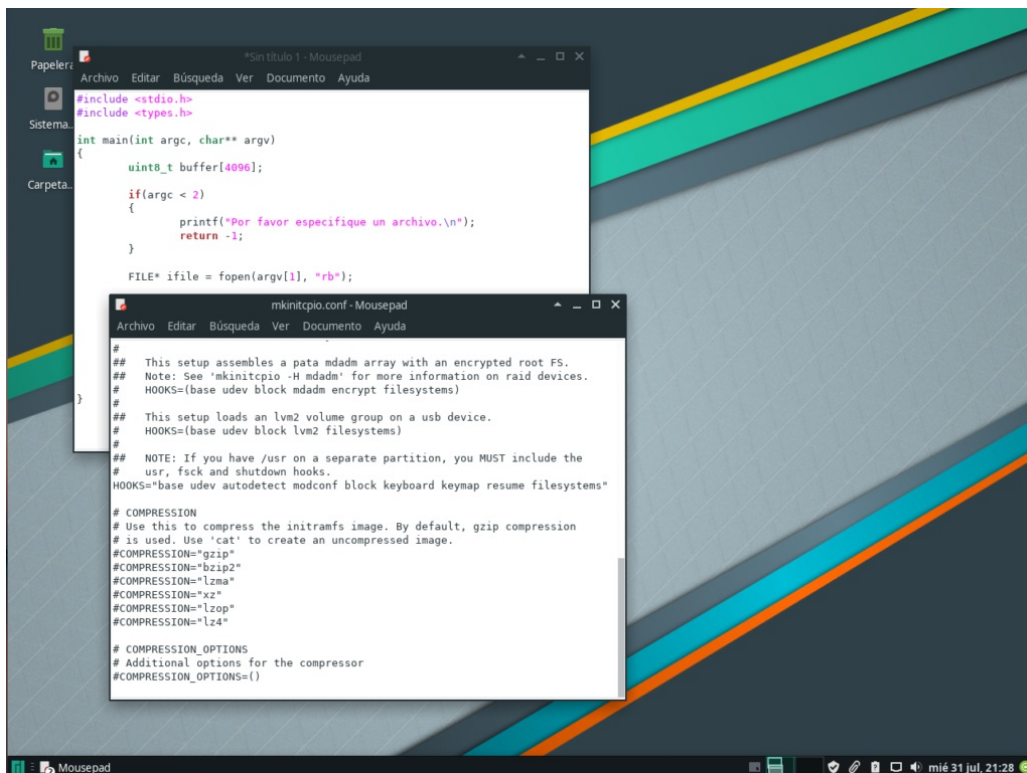 Papelera
Sistema...
Carpeta...
*Sin título 1 - Mousepad
Archivo Editar Búsqueda Ver Documento Ayuda
#include <stdio.h>
#include <types.h>
int main(int argc, char** argv)
{
uint8_t buffer[4096];
if(argc < 2)
{
printf("Por favor especifique un archivo.\n");
return -1;
}
FILE* ifile = fopen(argv[1], "rb");
}
mkinitcpio.conf - Mousepad
Archivo Editar Búsqueda Ver Documento Ayuda
#
## This setup assembles a pata mdadm array with an encrypted root FS.
## Note: See 'mkinitcpio -H mdadm' for more information on raid devices.
# HOOKS=(base udev block mdadm encrypt filesystems)
#
## This setup loads an lvm2 volume group on a usb device.
# HOOKS=(base udev block lvm2 filesystems)
#
## NOTE: If you have /usr on a separate partition, you MUST include the
# usr, fsck and shutdown hooks.
HOOKS="base udev autodetect modconf block keyboard keymap resume filesystems"
# COMPRESSION
# Use this to compress the initramfs image. By default, gzip compression
# is used. Use 'cat' to create an uncompressed image.
#COMPRESSION="gzip"
#COMPRESSION="bzip2"
#COMPRESSION="lzma"
#COMPRESSION="xz"
#COMPRESSION="lzop"
#COMPRESSION="lz4"
# COMPRESSION_OPTIONS
# Additional options for the compressor
#COMPRESSION_OPTIONS=()
Mousepad
mié 31 jul, 21:28